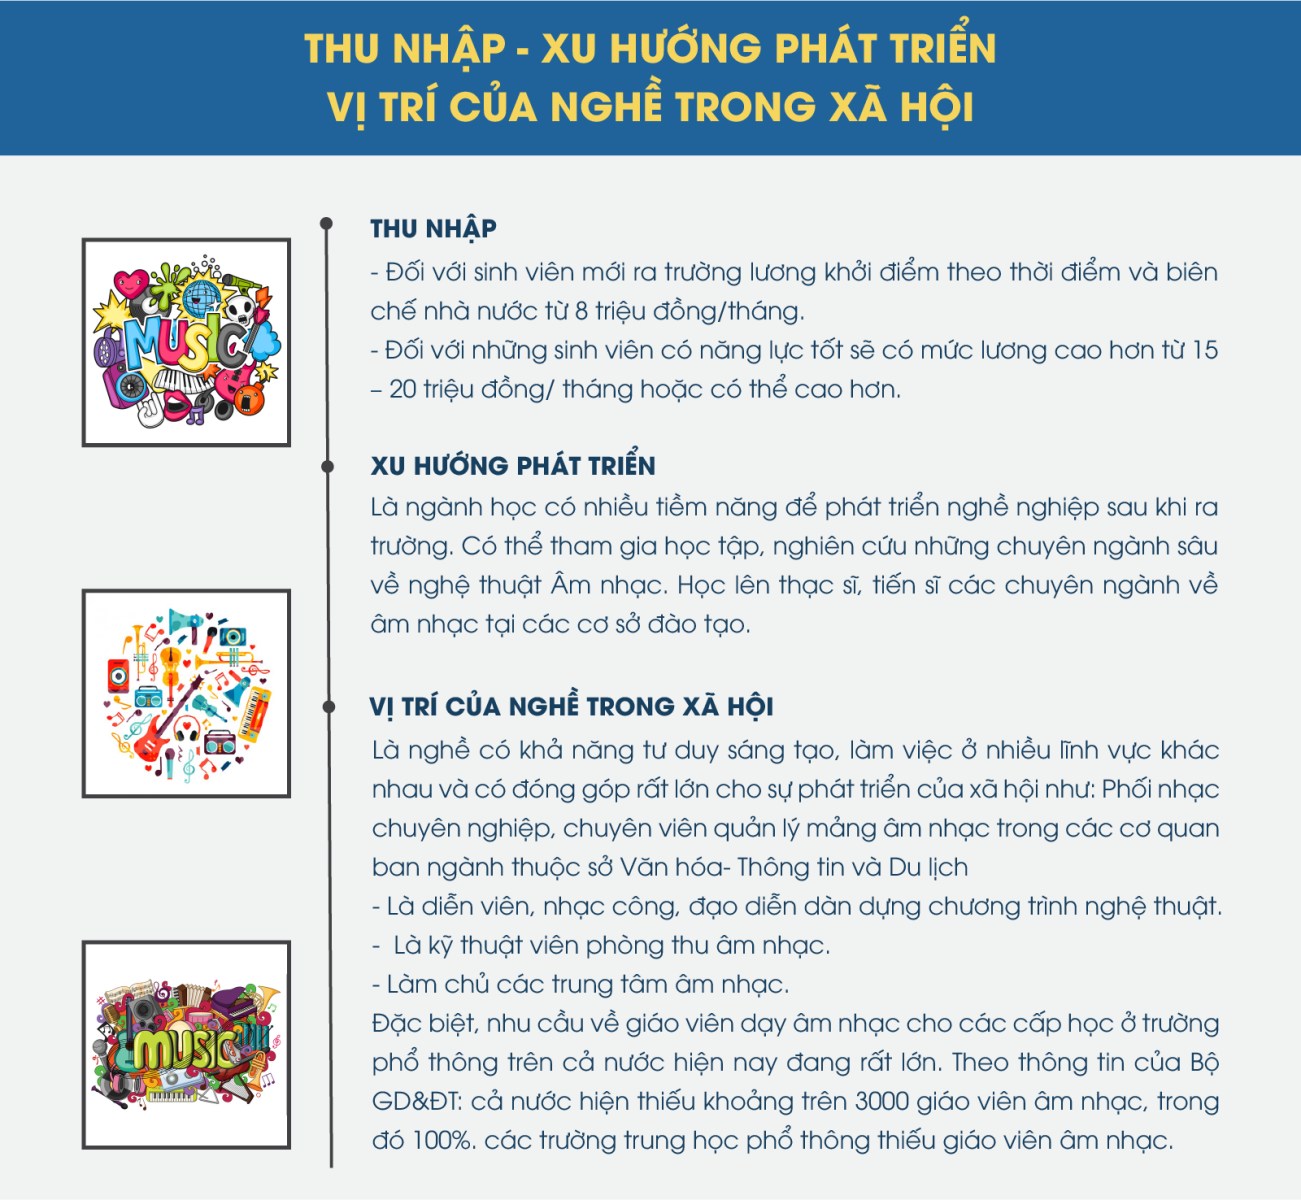 THU NHẬP - XU HƯỚNG PHÁT TRIỂN
VỊ TRÍ CỦA NGHỀ TRONG XÃ HỘI
MUSIC
THU NHẬP
- Đối với sinh viên mới ra trường lương khởi điểm theo thời điểm và biên
chế nhà nước từ 8 triệu đồng/tháng.
- Đối với những sinh viên có năng lực tốt sẽ có mức lương cao hơn từ 15
– 20 triệu đồng/ tháng hoặc có thể cao hơn.
XU HƯỚNG PHÁT TRIỂN
Là ngành học có nhiều tiềm năng để phát triển nghề nghiệp sau khi ra
trường. Có thể tham gia học tập, nghiên cứu những chuyên ngành sâu
về nghệ thuật Âm nhạc. Học lên thạc sĩ, tiến sĩ các chuyên ngành về
âm nhạc tại các cơ sở đào tạo.
VỊ TRÍ CỦA NGHỀ TRONG XÃ HỘI
Là nghề có khả năng tư duy sáng tạo, làm việc ở nhiều lĩnh vực khác
nhau và có đóng góp rất lớn cho sự phát triển của xã hội như: Phối nhạc
chuyên nghiệp, chuyên viên quản lý mảng âm nhạc trong các cơ quan
ban ngành thuộc sở Văn hóa- Thông tin và Du lịch
- Là diễn viên, nhạc công, đạo diễn dàn dựng chương trình nghệ thuật.
- Là kỹ thuật viên phòng thu âm nhạc.
- Làm chủ các trung tâm âm nhạc.
MUSIC
Đặc biệt, nhu cầu về giáo viên dạy âm nhạc cho các cấp học ở trường
phổ thông trên cả nước hiện nay đang rất lớn. Theo thông tin của Bộ
GD&ĐT: cả nước hiện thiếu khoảng trên 3000 giáo viên âm nhạc, trong
đó 100%. các trường trung học phổ thông thiếu giáo viên âm nhạc.